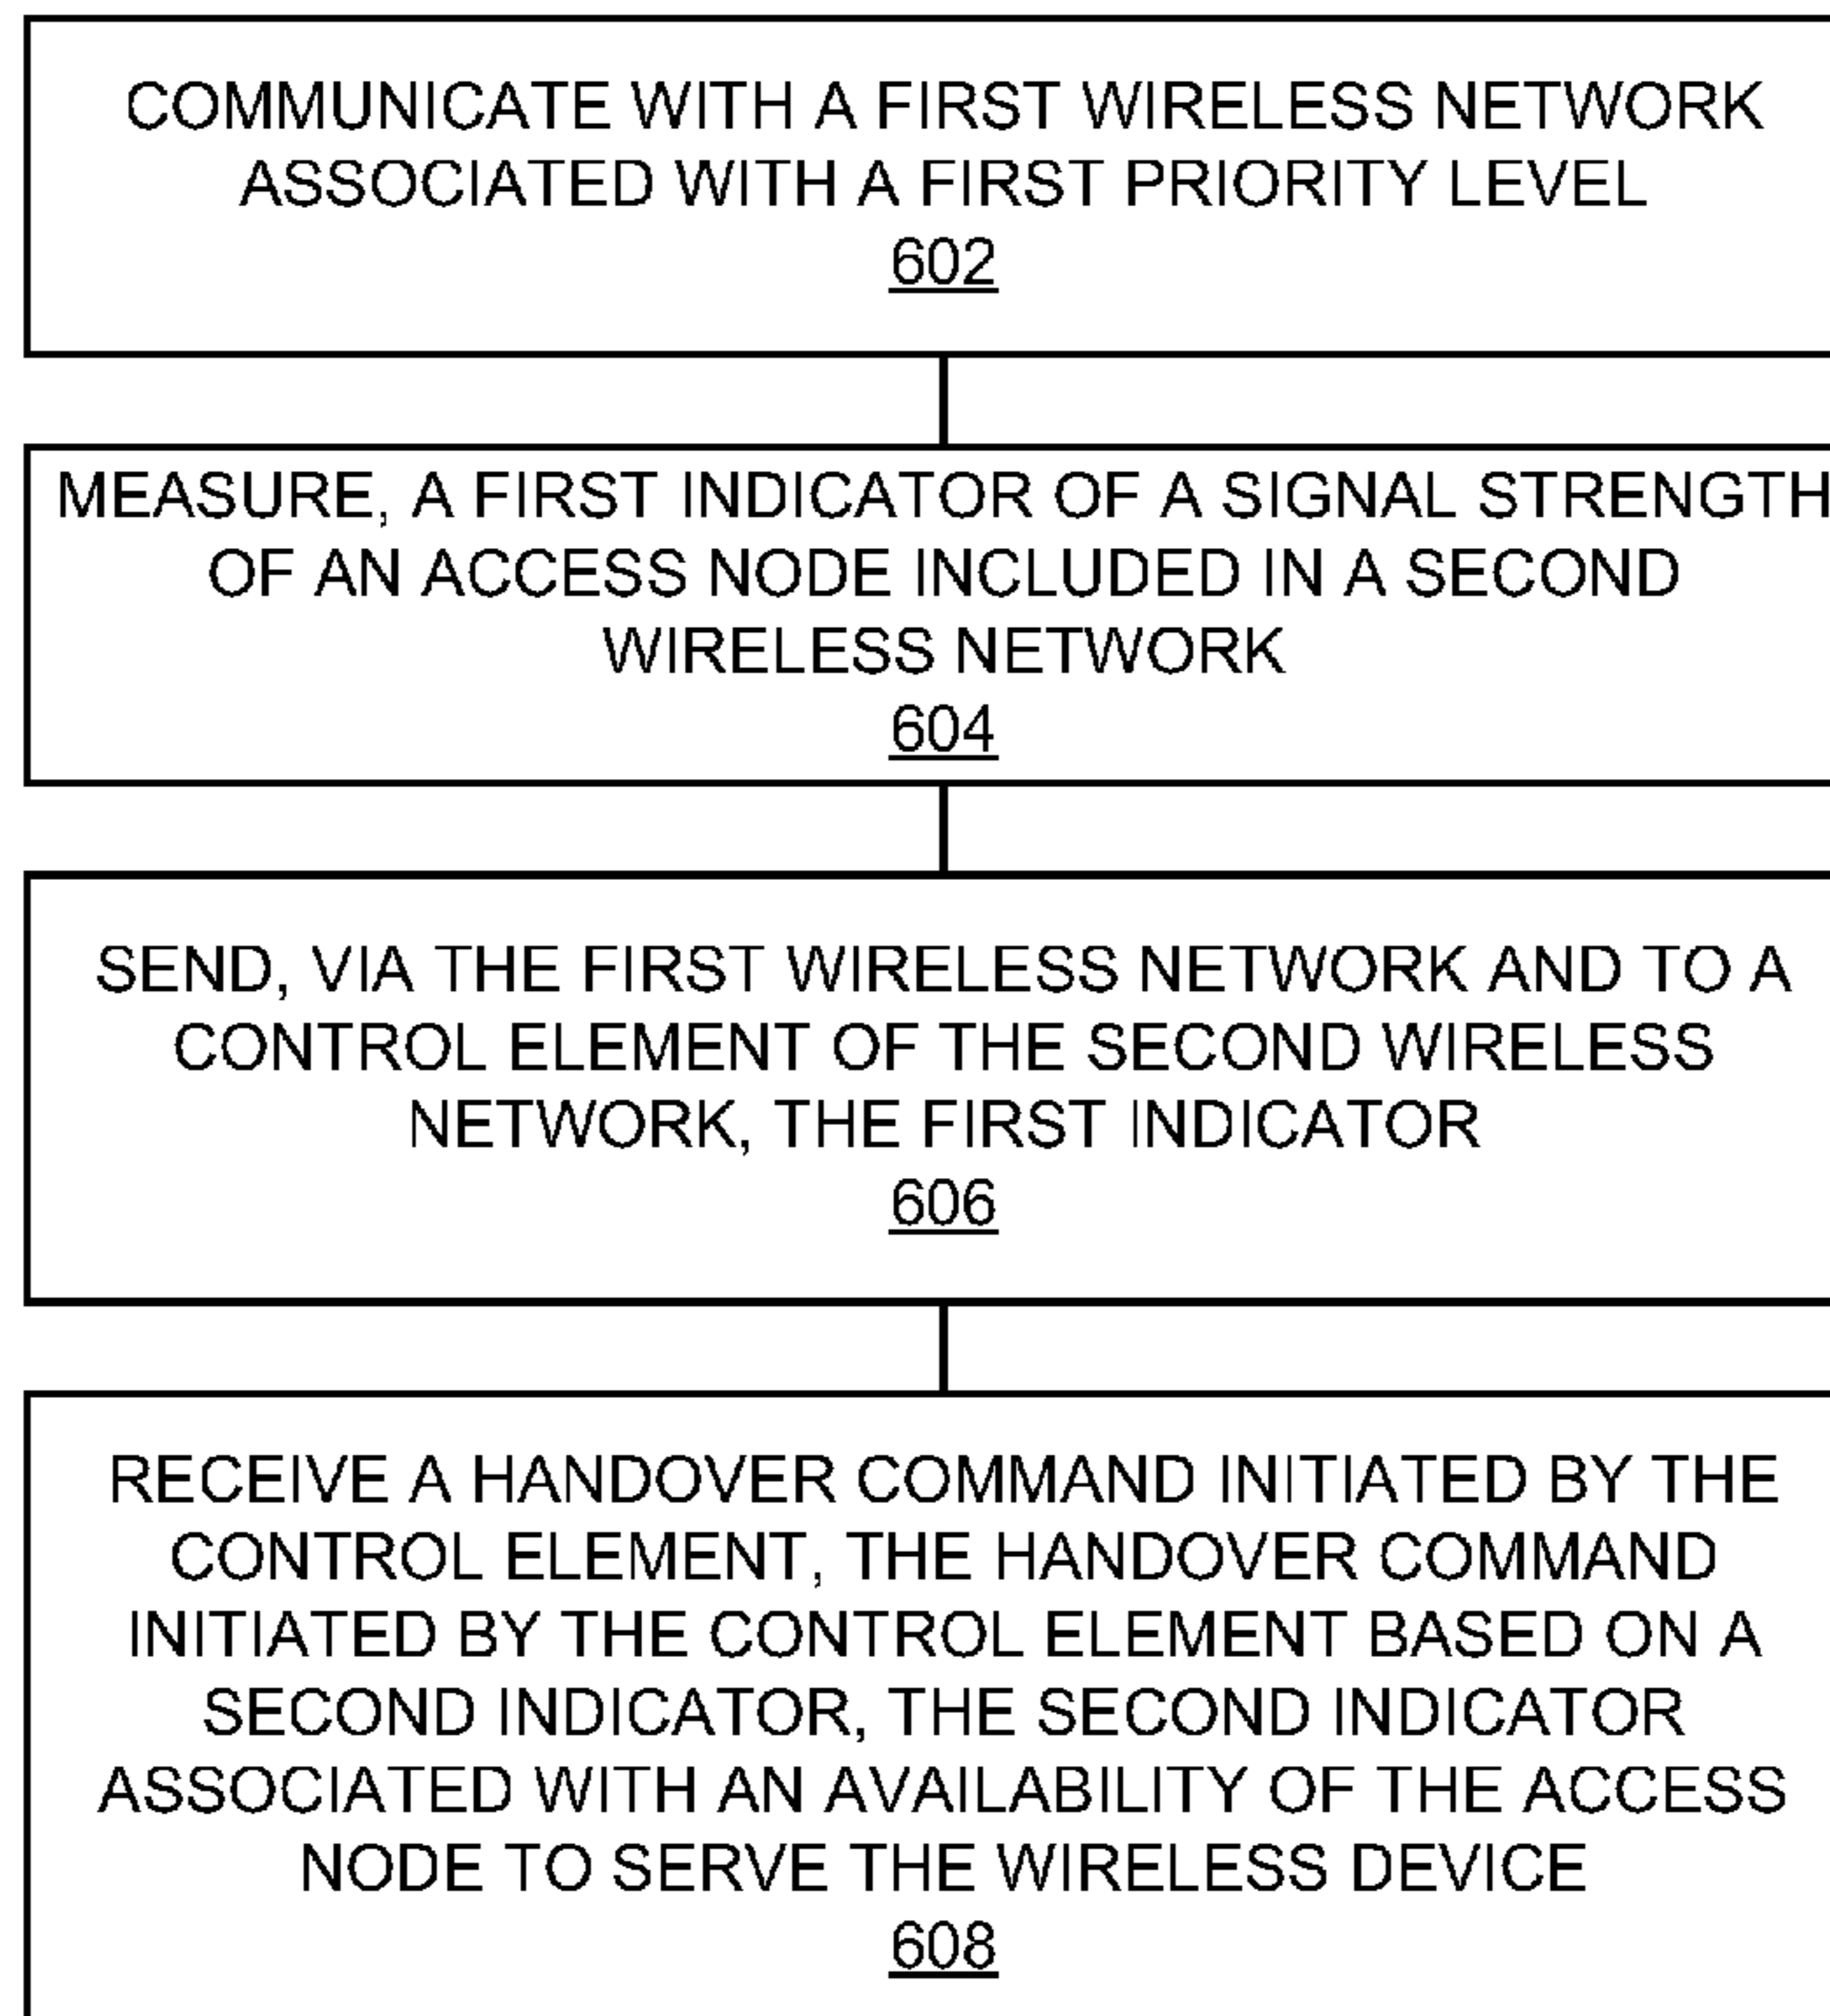 COMMUNICATE WITH A FIRST WIRELESS NETWORK
ASSOCIATED WITH A FIRST PRIORITY LEVEL
602
MEASURE, A FIRST INDICATOR OF A SIGNAL STRENGTH
OF AN ACCESS NODE INCLUDED IN A SECOND
WIRELESS NETWORK
604
SEND, VIA THE FIRST WIRELESS NETWORK AND TO A
CONTROL ELEMENT OF THE SECOND WIRELESS
NETWORK, THE FIRST INDICATOR
606
RECEIVE A HANDOVER COMMAND INITIATED BY THE
CONTROL ELEMENT, THE HANDOVER COMMAND
INITIATED BY THE CONTROL ELEMENT BASED ON A
SECOND INDICATOR, THE SECOND INDICATOR
ASSOCIATED WITH AN AVAILABILITY OF THE ACCESS
NODE TO SERVE THE WIRELESS DEVICE
608